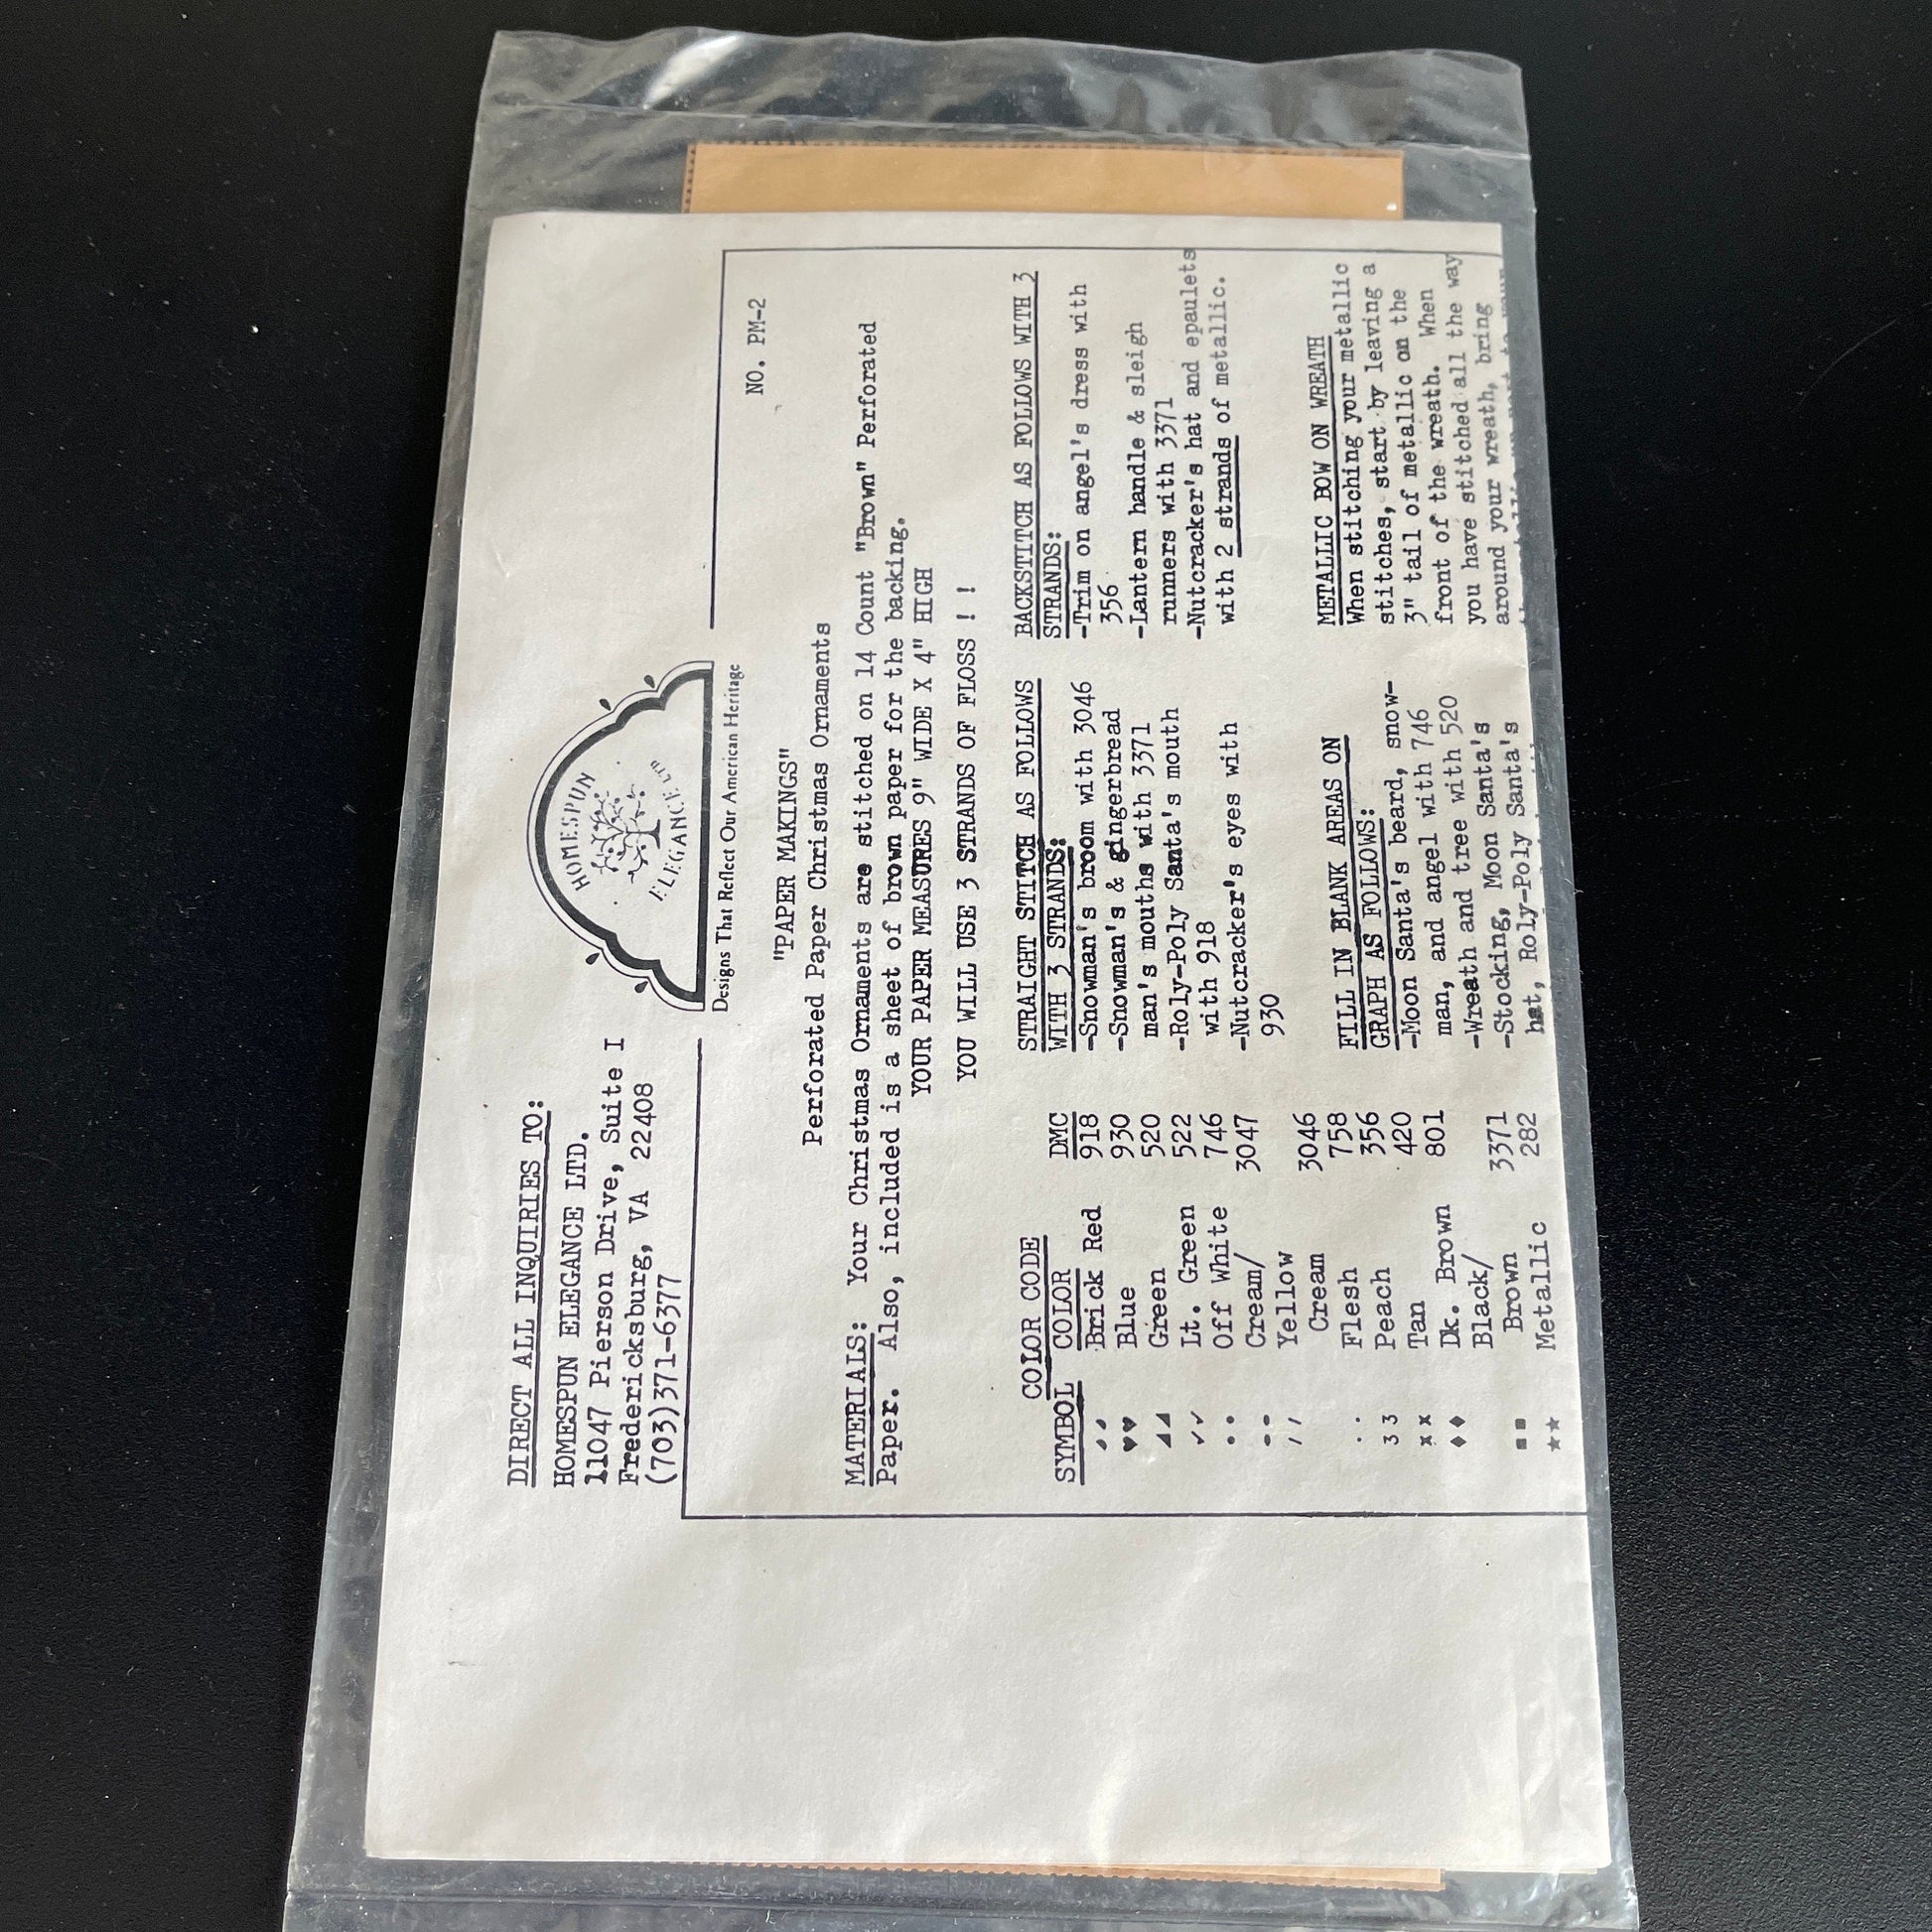 DIRECT ALL INQUIRIES TO:
HOMESPUN ELEGANCE LTD.
11047 Pierson Drive, Suite I
Fredericksburg, VA 22408
(703)371-6377
HOMESPUN
ELEGANCE LTD
Designs That Reflect Our American Heritage
NO. PM-2
"PAPER MAKINGS"
Perforated Paper Christmas Ornaments
MATERIALS: Your Christmas Ornaments are stitched on 14 Count "Brown" Perforated
Paper. Also, included is a sheet of brown paper for the backing.
YOUR PAPER MEASURES 9" WIDE X 4" HIGH
YOU WILL USE 3 STRANDS OF FLOSS ! !
COLOR CODE
SYMBOL COLOR DMC
Brick Red 918
♥♥ Blue 930
◢◢ Green 520
✓✓ Lt. Green 522
•• Off White 746
-- Cream/ 3047
// Yellow
Cream 3046
·· Flesh 758
3 3 Peach 356
x x Tan 420
♦♦ Dk. Brown 801
Black/
■■ Brown 3371
★★ Metallic 282
STRAIGHT STITCH AS FOLLOWS
WITH 3 STRANDS:
-Snowman's broom with 3046
-Snowman's & gingerbread
man's mouths with 3371
-Roly-Poly Santa's mouth
with 918
-Nutcracker's eyes with
930
FILL IN BLANK AREAS ON
GRAPH AS FOLLOWS:
-Moon Santa's beard, snow-
man, and angel with 746
-Wreath and tree with 520
-Stocking, Moon Santa's
hat, Roly-Poly Santa's
BACKSTITCH AS FOLLOWS WITH 3
STRANDS:
-Trim on angel's dress with
356
-Lantern handle & sleigh
runners with 3371
-Nutcracker's hat and epaulets
with 2 strands of metallic.
METALLIC BOW ON WREATH
When stitching your metallic
stitches, start by leaving a
3" tail of metallic on the
front of the wreath. When
you have stitched all the way
around your wreath, bring